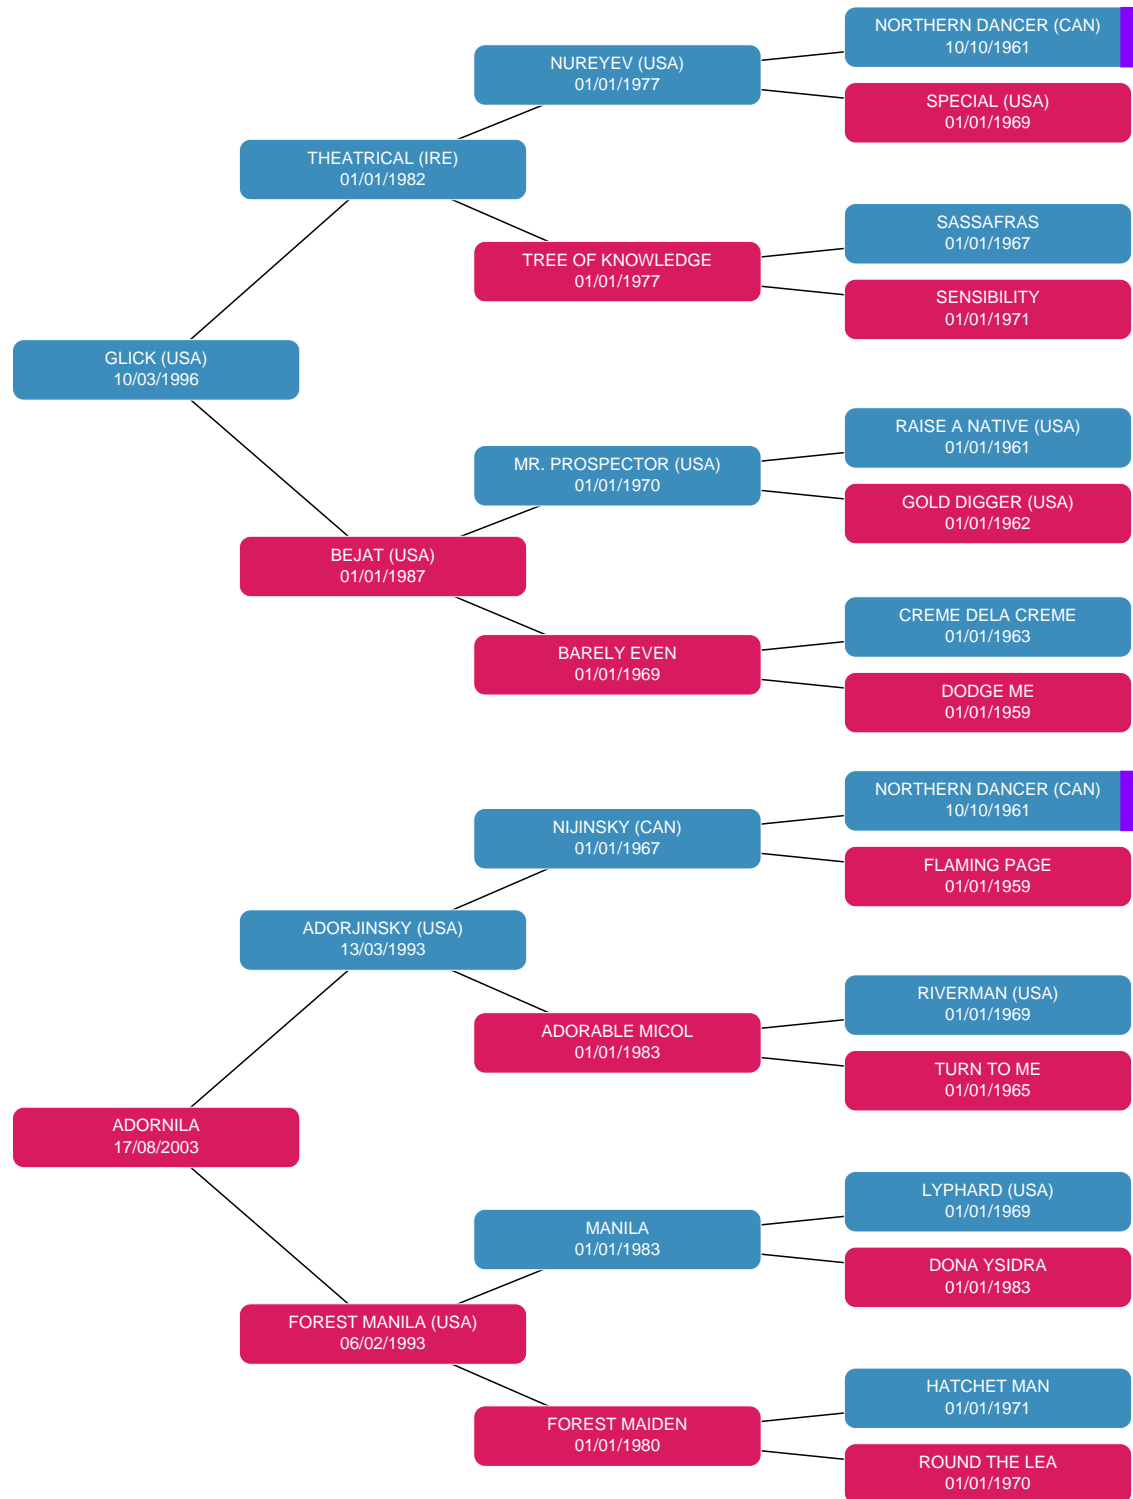 NORTHERN DANCER (CAN)
10/10/1961
NUREYEV (USA)
01/01/1977
SPECIAL (USA)
01/01/1969
THEATRICAL (IRE)
01/01/1982
SASSAFRAS
01/01/1967
TREE OF KNOWLEDGE
01/01/1977
SENSIBILITY
01/01/1971
GLICK (USA)
10/03/1996
RAISE A NATIVE (USA)
01/01/1961
MR. PROSPECTOR (USA)
01/01/1970
GOLD DIGGER (USA)
01/01/1962
BEJAT (USA)
01/01/1987
CREME DELA CREME
01/01/1963
BARELY EVEN
01/01/1969
DODGE ME
01/01/1959
NORTHERN DANCER (CAN)
10/10/1961
NIJINSKY (CAN)
01/01/1967
FLAMING PAGE
01/01/1959
ADORJINSKY (USA)
13/03/1993
RIVERMAN (USA)
01/01/1969
ADORABLE MICOL
01/01/1983
TURN TO ME
01/01/1965
ADORNILA
17/08/2003
LYPHARD (USA)
01/01/1969
MANILA
01/01/1983
DONA YSIDRA
01/01/1983
FOREST MANILA (USA)
06/02/1993
HATCHET MAN
01/01/1971
FOREST MAIDEN
01/01/1980
ROUND THE LEA
01/01/1970